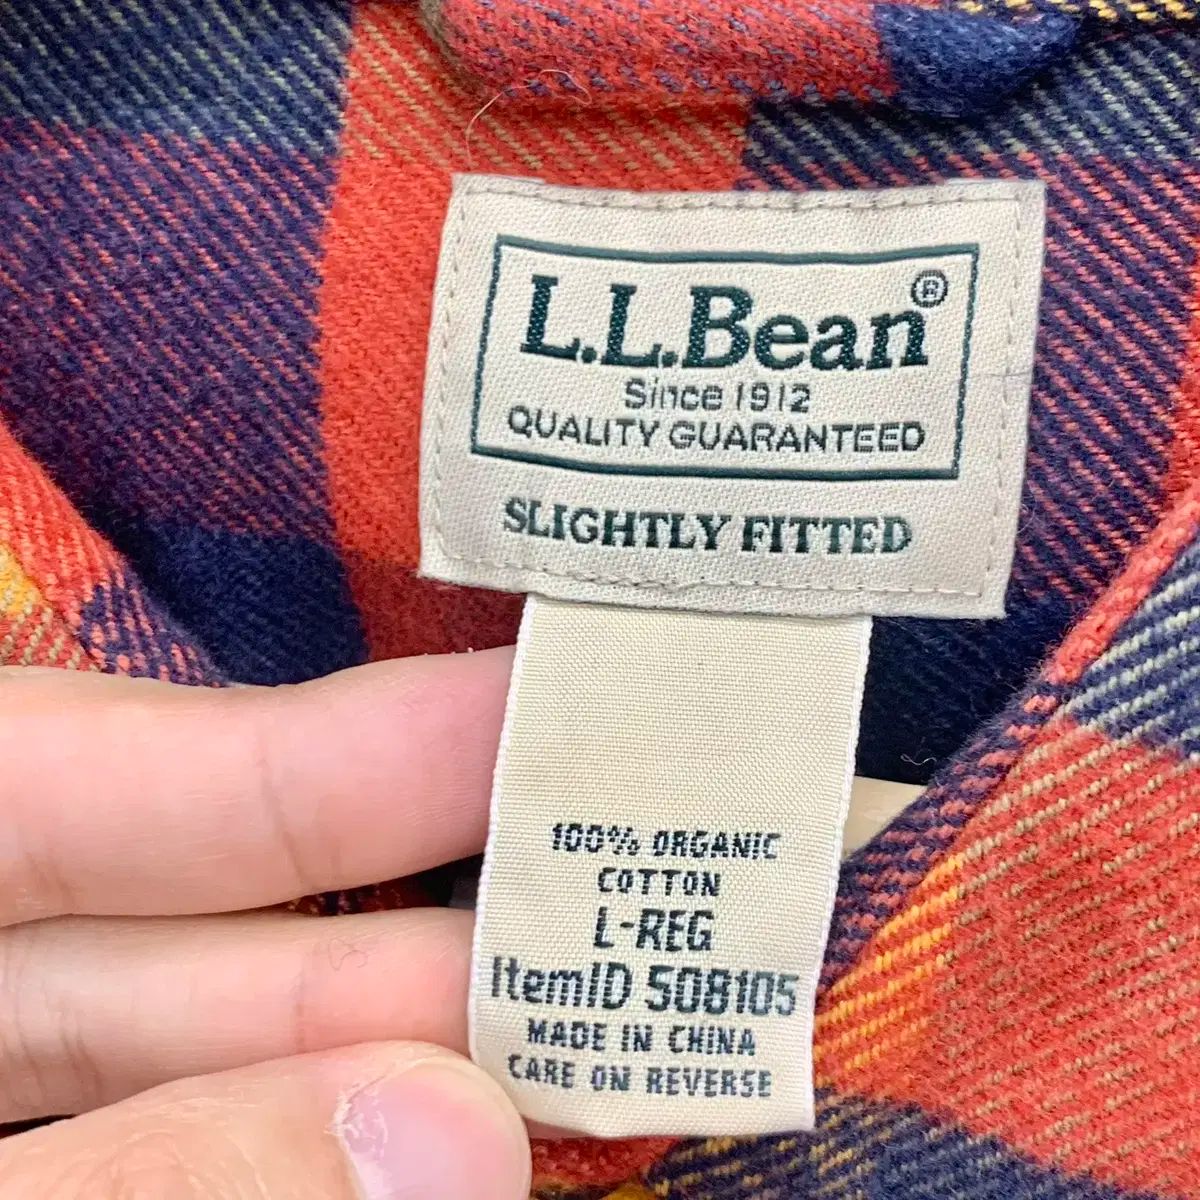 L.L.Bean®
Since 1912
QUALITY GUARANTEED
SLIGHTLY FITTED
100% ORGANIC
COTTON
L-REG
ItemID 508105
MADE IN CHINA
CARE ON REVERSE